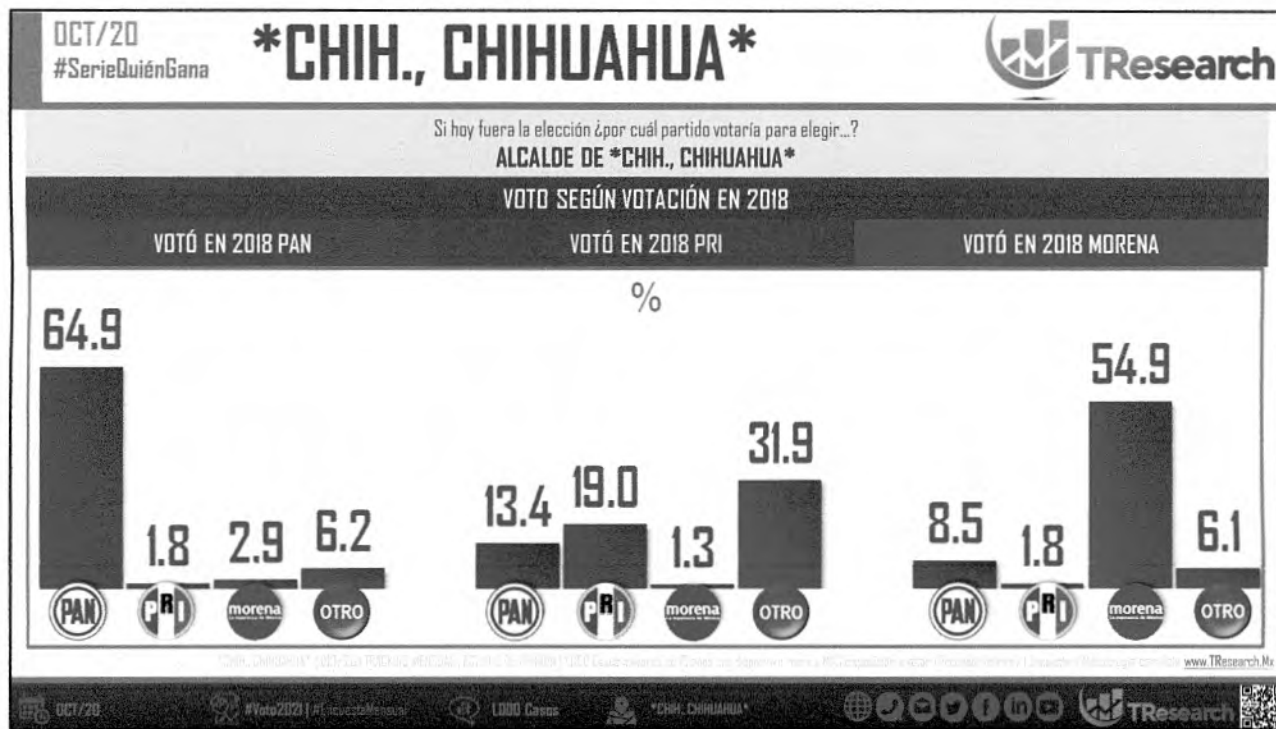 OCT/20
#SerieQuiénGana
*CHIH., CHIHUAHUA*
TResearch
Si hoy fuera la elección ¿por cuál partido votaría para elegir...?
ALCALDE DE *CHIH., CHIHUAHUA*
VOTO SEGÚN VOTACIÓN EN 2018
VOTÓ EN 2018 PAN
VOTÓ EN 2018 PRI
VOTÓ EN 2018 MORENA
%
64.9
1.8
2.9
6.2
PAN
PRI
morena
OTRO
13.4
19.0
1.3
31.9
PAN
PRI
morena
OTRO
8.5
1.8
54.9
6.1
PAN
PRI
morena
OTRO
www.TResearch.Mx
OCT/20
#Voto2021 | #EncuestaMensual
1,000 Casos
*CHIH., CHIHUAHUA*
TResearch